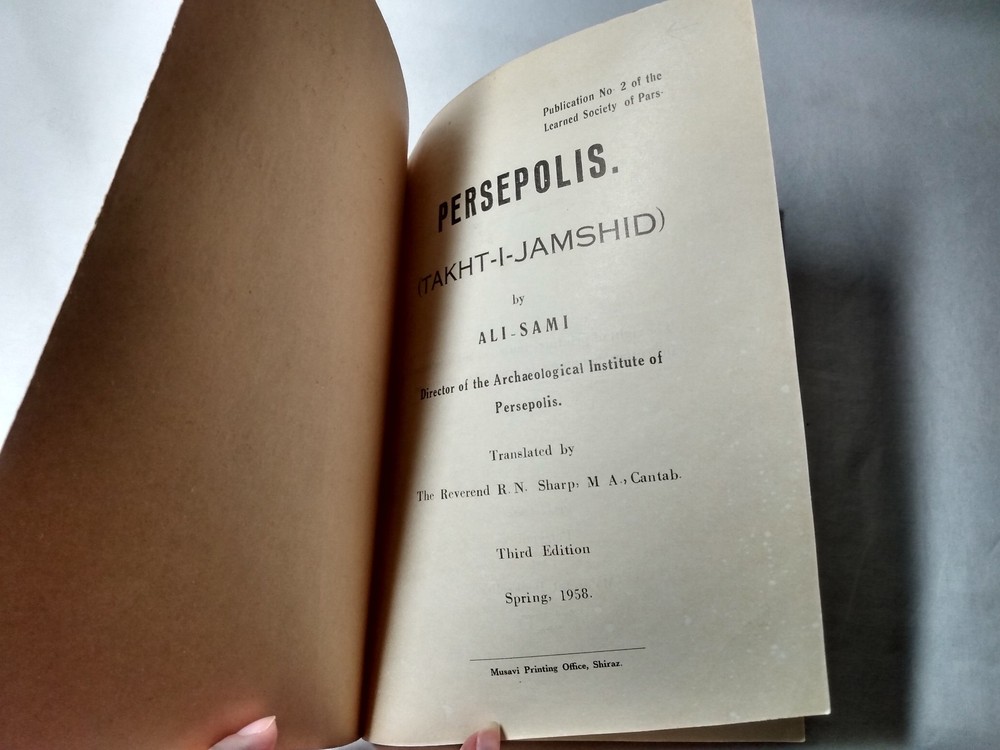 Publication No. 2 of the
Learned Society of Pars.
PERSEPOLIS.
(TAKHT-I-JAMSHID)
by
ALI-SAMI
Director of the Archaeological Institute of
Persepolis.
Translated by
The Reverend R.N. Sharp, M A., Cantab.
Third Edition
Spring, 1958.
Musavi Printing Office, Shiraz.